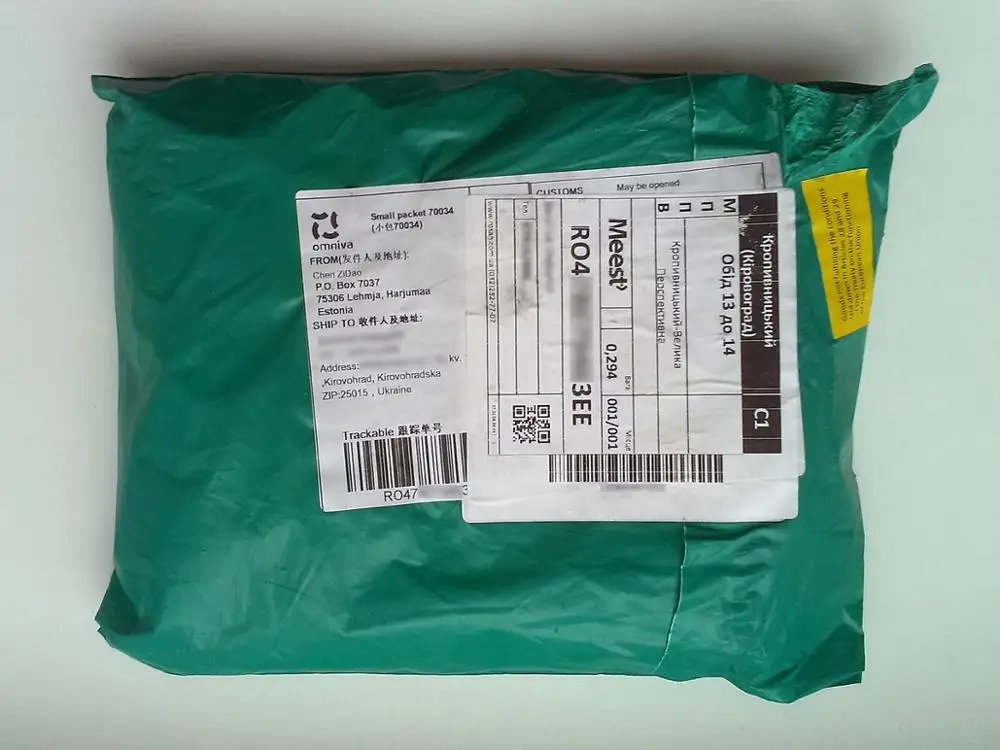 omniva
Small packet 70034
(小包70034)
CUSTOMS
May be opened
FROM(发件人及地址):
Chen ZiDao
P.O. Box 7037
75306 Lehmja, Harjumaa
Estonia
SHIP TO 收件人及地址:
kv.
Address:
,Kirovohrad, Kirovohradska
ZIP:25015 , Ukraine
Trackable 跟踪单号
RO47
Кропивницький
(Кіровоград)
C1
Обід 13 до 14
М
П
П
В
Кропивницький-Велика
Перспективна
Meest
Вага
0,294
Місце
001/001
RO4
3EE
Тел.